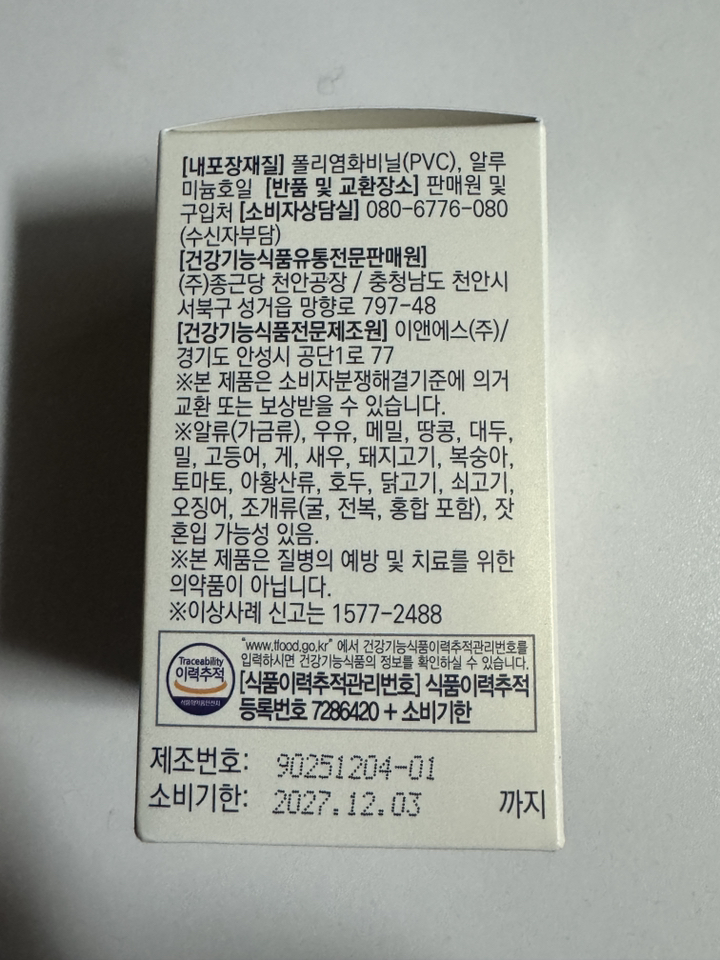 [내포장재질] 폴리염화비닐(PVC), 알루
미늄호일 [반품 및 교환장소] 판매원 및
구입처 [소비자상담실] 080-6776-080
(수신자부담)
[건강기능식품유통전문판매원]
(주)종근당 천안공장 / 충청남도 천안시
서북구 성거읍 망향로 797-48
[건강기능식품전문제조원] 이앤에스(주)/
경기도 안성시 공단1로 77
※본 제품은 소비자분쟁해결기준에 의거
교환 또는 보상받을 수 있습니다.
※알류(가금류), 우유, 메밀, 땅콩, 대두,
밀, 고등어, 게, 새우, 돼지고기, 복숭아,
토마토, 아황산류, 호두, 닭고기, 쇠고기,
오징어, 조개류(굴, 전복, 홍합 포함), 잣
혼입 가능성 있음.
※본 제품은 질병의 예방 및 치료를 위한
의약품이 아닙니다.
※이상사례 신고는 1577-2488
"www.tfood.go.kr" 에서 건강기능식품이력추적관리번호를
입력하시면 건강기능식품의 정보를 확인하실 수 있습니다.
Traceability
이력추적
식품의약품안전처
[식품이력추적관리번호] 식품이력추적
등록번호 7286420 + 소비기한
제조번호: 90251204-01
소비기한: 2027.12.03 까지